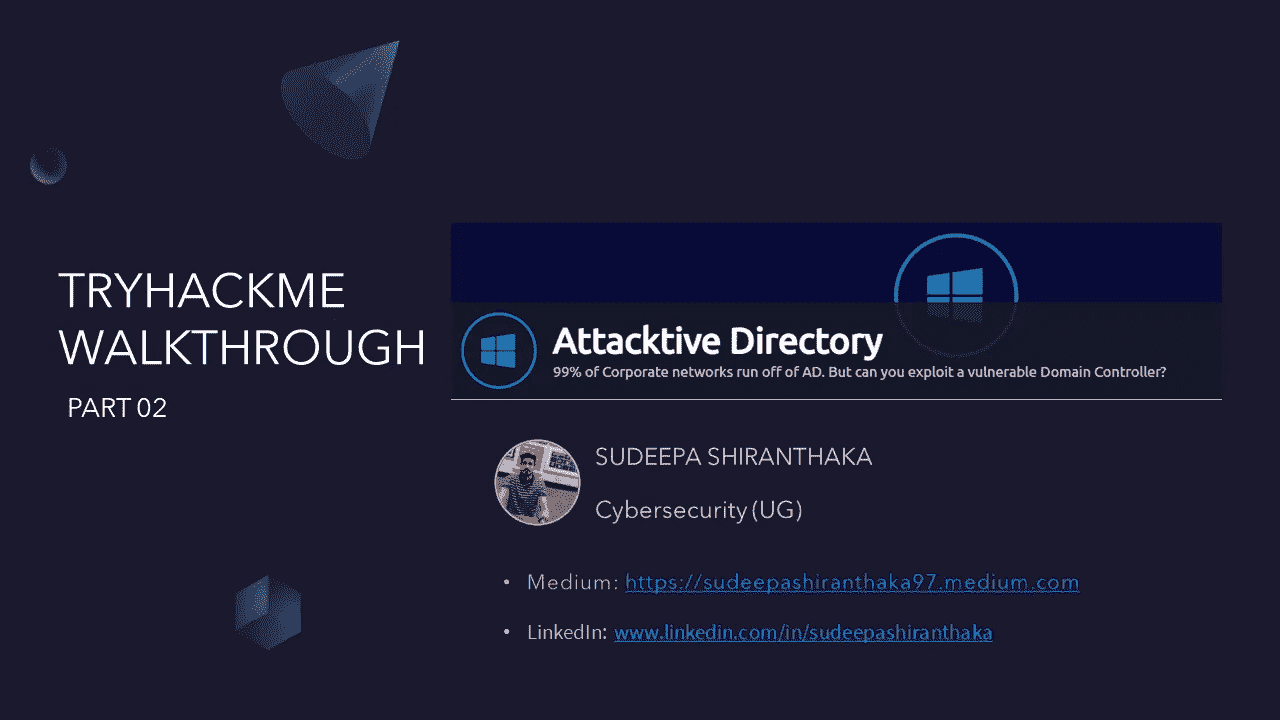 TRYHACKME
WALKTHROUGH
PART 02
Attacktive Directory
99% of Corporate networks run off of AD. But can you exploit a vulnerable Domain Controller?
SUDEEPA SHIRANTHAKA
Cybersecurity (UG)
• Medium: https://sudeepashiranthaka97.medium.com
• LinkedIn: www.linkedin.com/in/sudeepashiranthaka